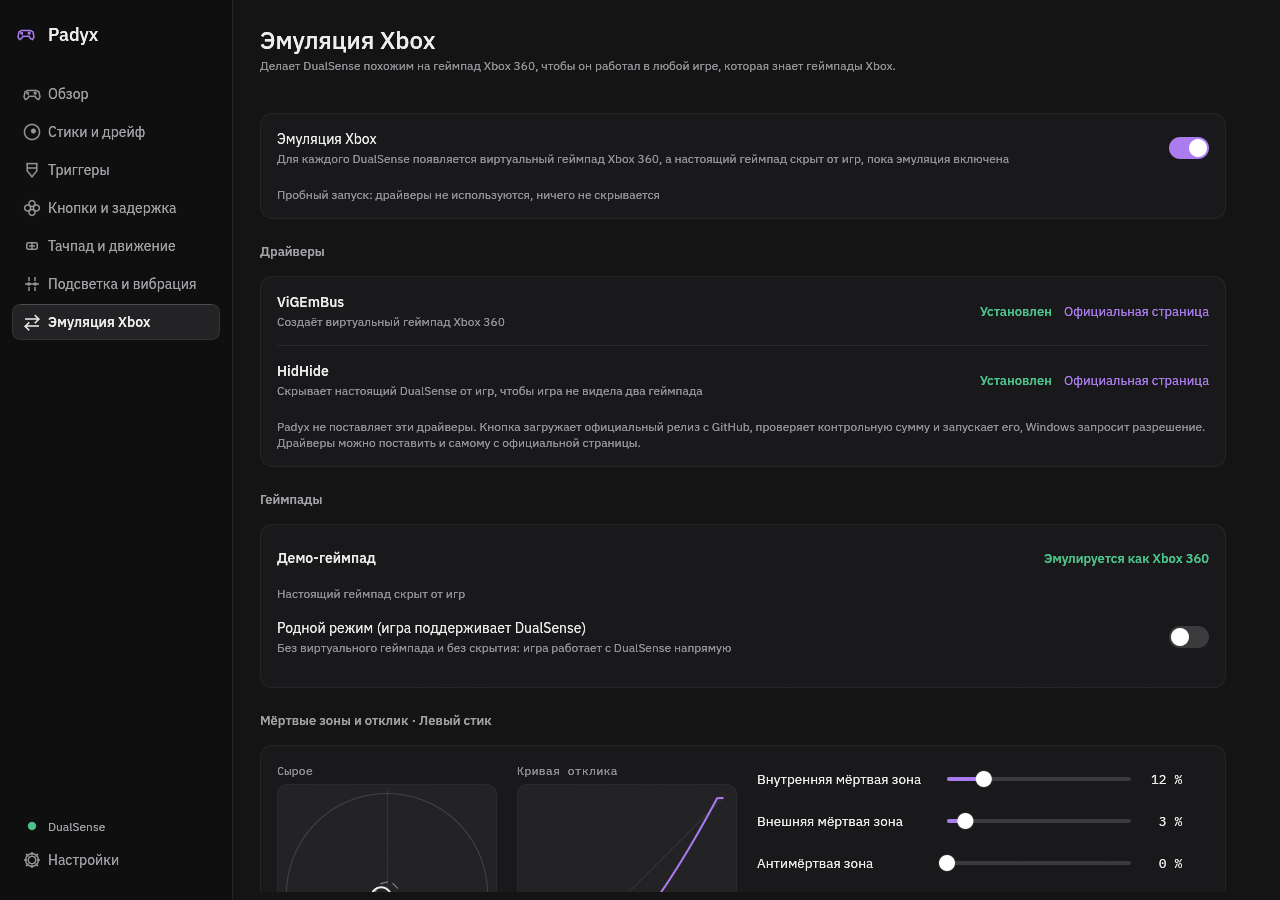 Padyx
Обзор
Стики и дрейф
Триггеры
Кнопки и задержка
Тачпад и движение
Подсветка и вибрация
Эмуляция Xbox
DualSense
Настройки
Эмуляция Xbox
Делает DualSense похожим на геймпад Xbox 360, чтобы он работал в любой игре, которая знает геймпады Xbox.
Эмуляция Xbox
Для каждого DualSense появляется виртуальный геймпад Xbox 360, а настоящий геймпад скрыт от игр, пока эмуляция включена
Пробный запуск: драйверы не используются, ничего не скрывается
Драйверы
ViGEmBus
Создаёт виртуальный геймпад Xbox 360
Установлен Официальная страница
HidHide
Скрывает настоящий DualSense от игр, чтобы игра не видела два геймпада
Установлен Официальная страница
Padyx не поставляет эти драйверы. Кнопка загружает официальный релиз с GitHub, проверяет контрольную сумму и запускает его, Windows запросит разрешение.
Драйверы можно поставить и самому с официальной страницы.
Геймпады
Демо-геймпад
Эмулируется как Xbox 360
Настоящий геймпад скрыт от игр
Родной режим (игра поддерживает DualSense)
Без виртуального геймпада и без скрытия: игра работает с DualSense напрямую
Мёртвые зоны и отклик · Левый стик
Сырое
Кривая отклика
Внутренняя мёртвая зона 12 %
Внешняя мёртвая зона 3 %
Антимёртвая зона 0 %